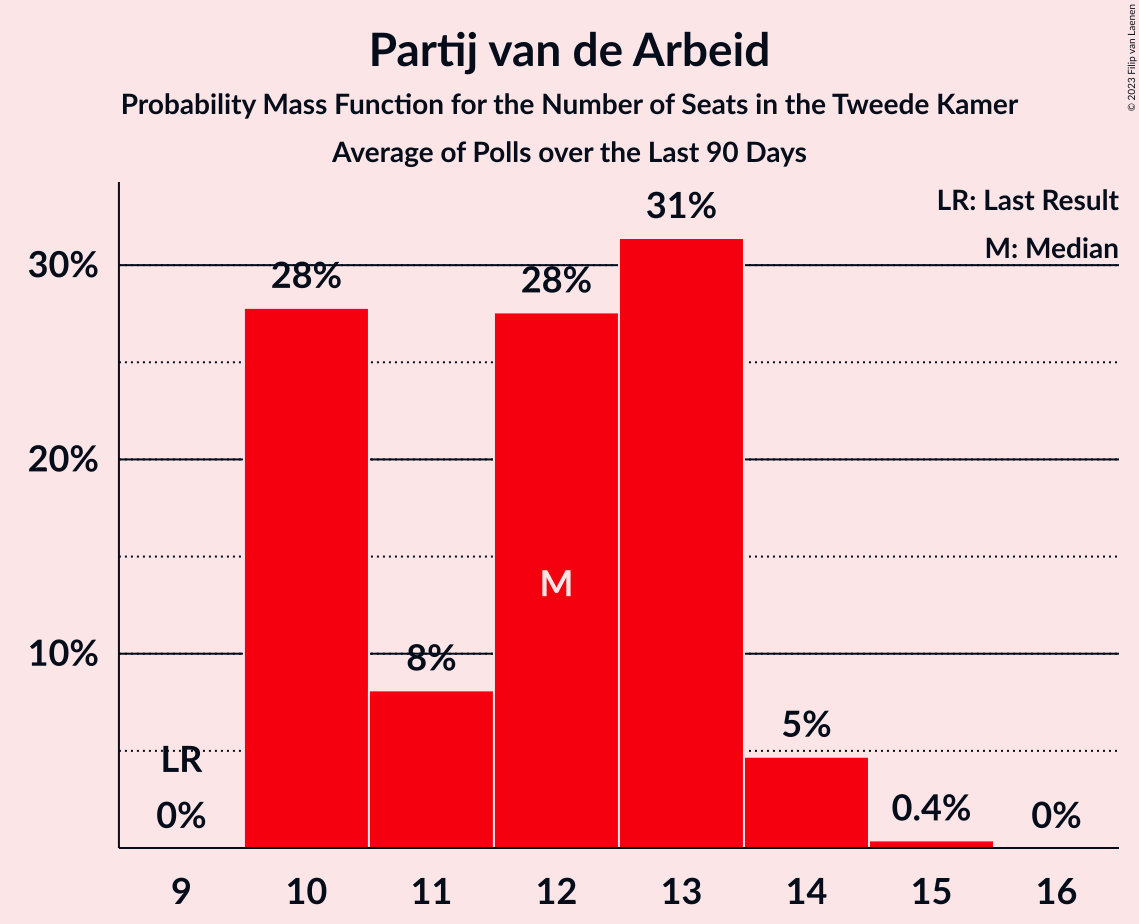 Partij van de Arbeid
Probability Mass Function for the Number of Seats in the Tweede Kamer
Average of Polls over the Last 90 Days
© 2023 Filip van Laenen
LR: Last Result
M: Median
31%
30%
28%
28%
20%
M
10%
8%
5%
LR
0%
0.4%
0%
9 10 11 12 13 14 15 16